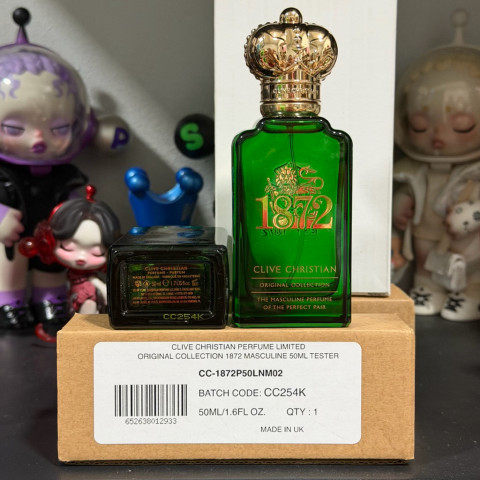 P
S
1872
CLIVE CHRISTIAN
ORIGINAL COLLECTION
THE MASCULINE PERFUME
OF THE PERFECT PAIR
CLIVE CHRISTIAN
CC254K
CLIVE CHRISTIAN PERFUME LIMITED
ORIGINAL COLLECTION 1872 MASCULINE 50ML TESTER
CC-1872P50LNM02
BATCH CODE: CC254K
50ML/1.6FL OZ. QTY : 1
652638012933
MADE IN UK